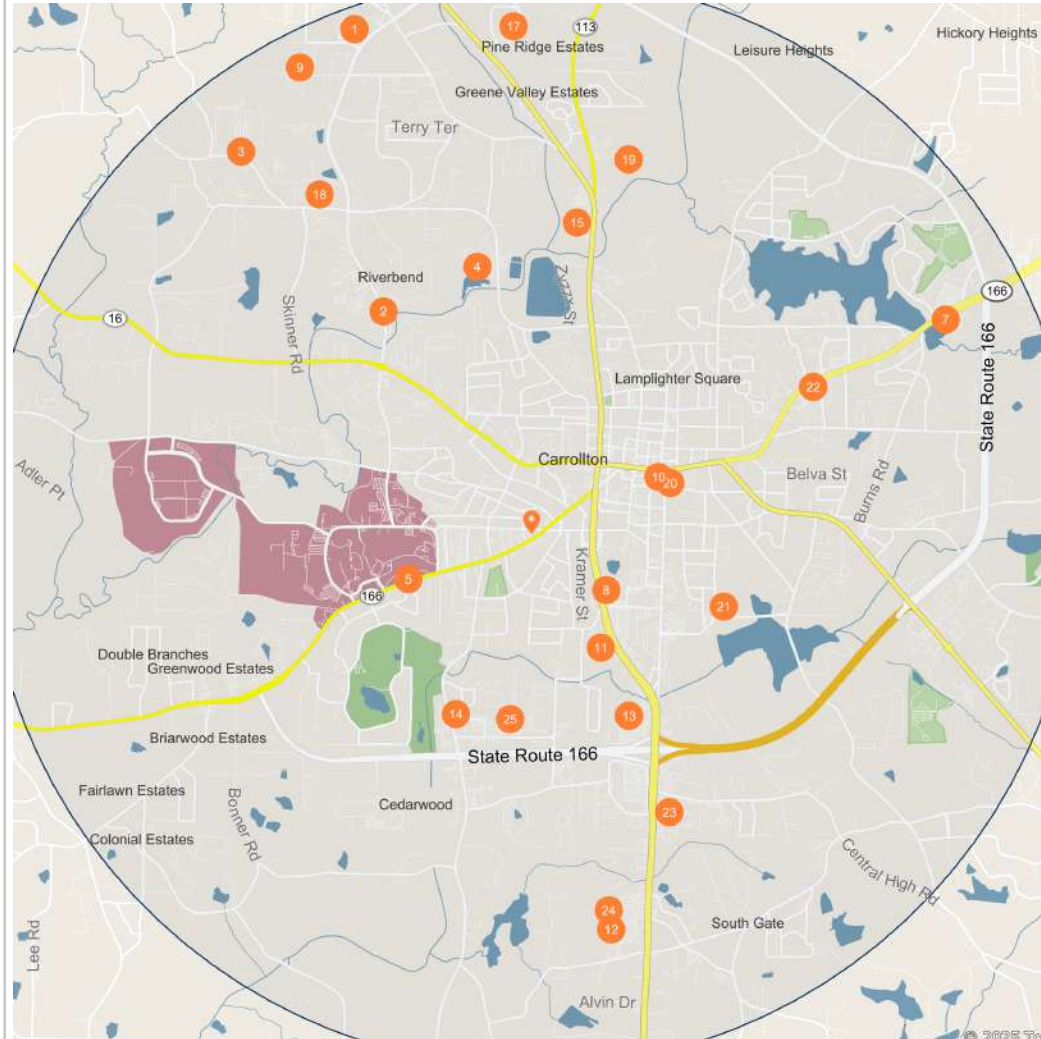 1
17
113
Pine Ridge Estates
Leisure Heights
Hickory Heights
9
Greene Valley Estates
Terry Ter
3
19
18
15
Riverbend
4
Zyzzx St
2
16
Skinner Rd
7
166
State Route 166
Lamplighter Square
22
Adler Pt
Carrollton
10
20
Belva St
Burns Rd
5
166
Kramer St
8
21
11
Double Branches
Greenwood Estates
14
25
13
Briarwood Estates
State Route 166
Fairlawn Estates
Bonner Rd
Cedarwood
23
Colonial Estates
Central High Rd
24
12
South Gate
Lee Rd
Alvin Dr
© 2025 To